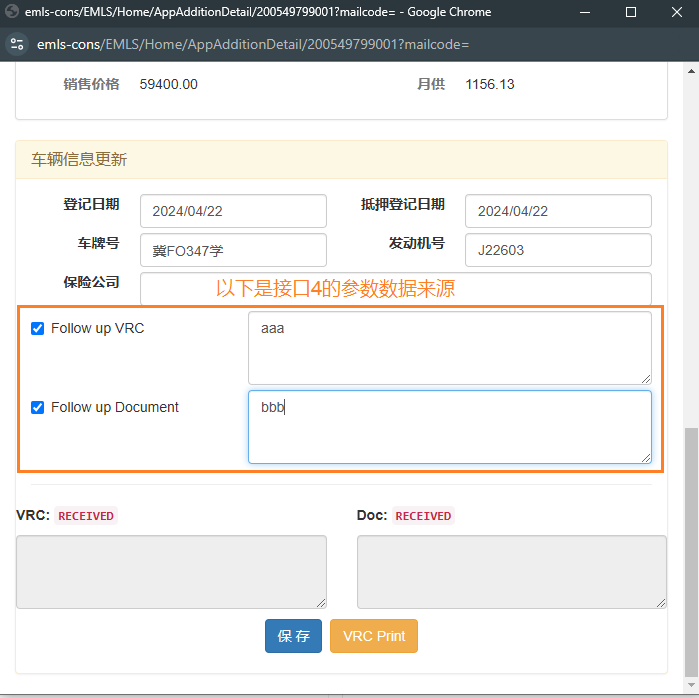 emls-cons/EMLS/Home/AppAdditionDetail/200549799001?mailcode= - Google Chrome
emls-cons/EMLS/Home/AppAdditionDetail/200549799001?mailcode=
销售价格 59400.00 月供 1156.13
车辆信息更新
登记日期 2024/04/22 抵押登记日期 2024/04/22
车牌号 冀FO347学 发动机号 J22603
保险公司 以下是接口4的参数数据来源
Follow up VRC aaa
Follow up Document bbb
VRC: RECEIVED Doc: RECEIVED
保 存 VRC Print